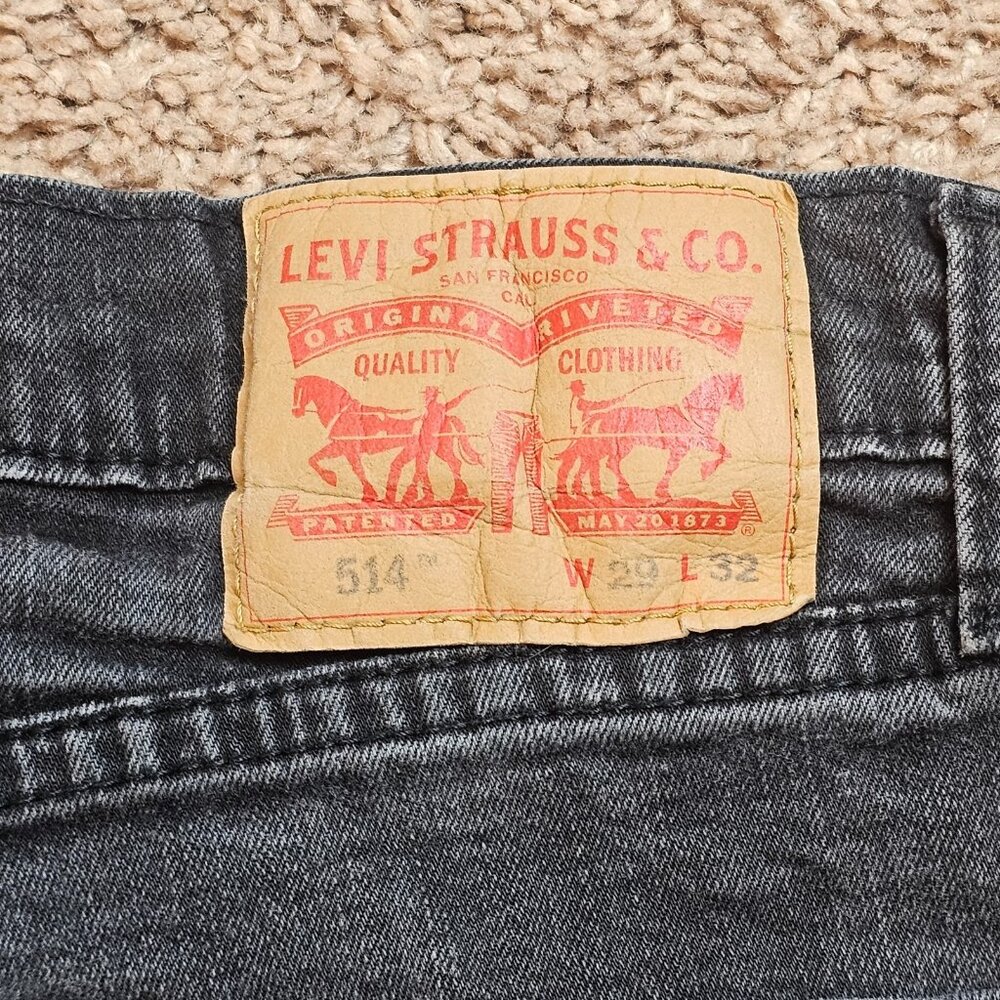 LEVI STRAUSS & CO.
SAN FRANCISCO
CAL
ORIGINAL RIVETED
QUALITY CLOTHING
PATENTED MAY 20 1873 ®
514™ W 29 L 32